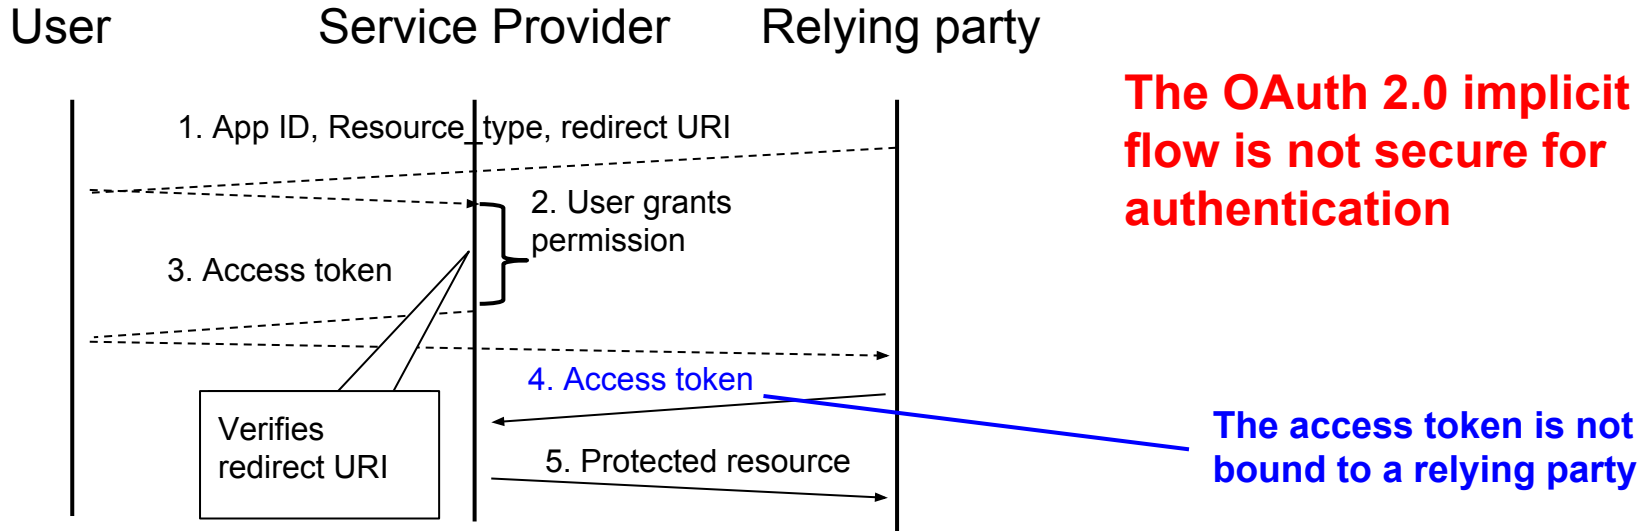 User
Service Provider
Relying party
The OAuth 2.0 implicit
flow is not secure for
authentication
1. App ID, Resource_type, redirect URI
2. User grants
permission
3. Access token
4. Access token
Verifies
redirect URI
5. Protected resource
The access token is not
bound to a relying party